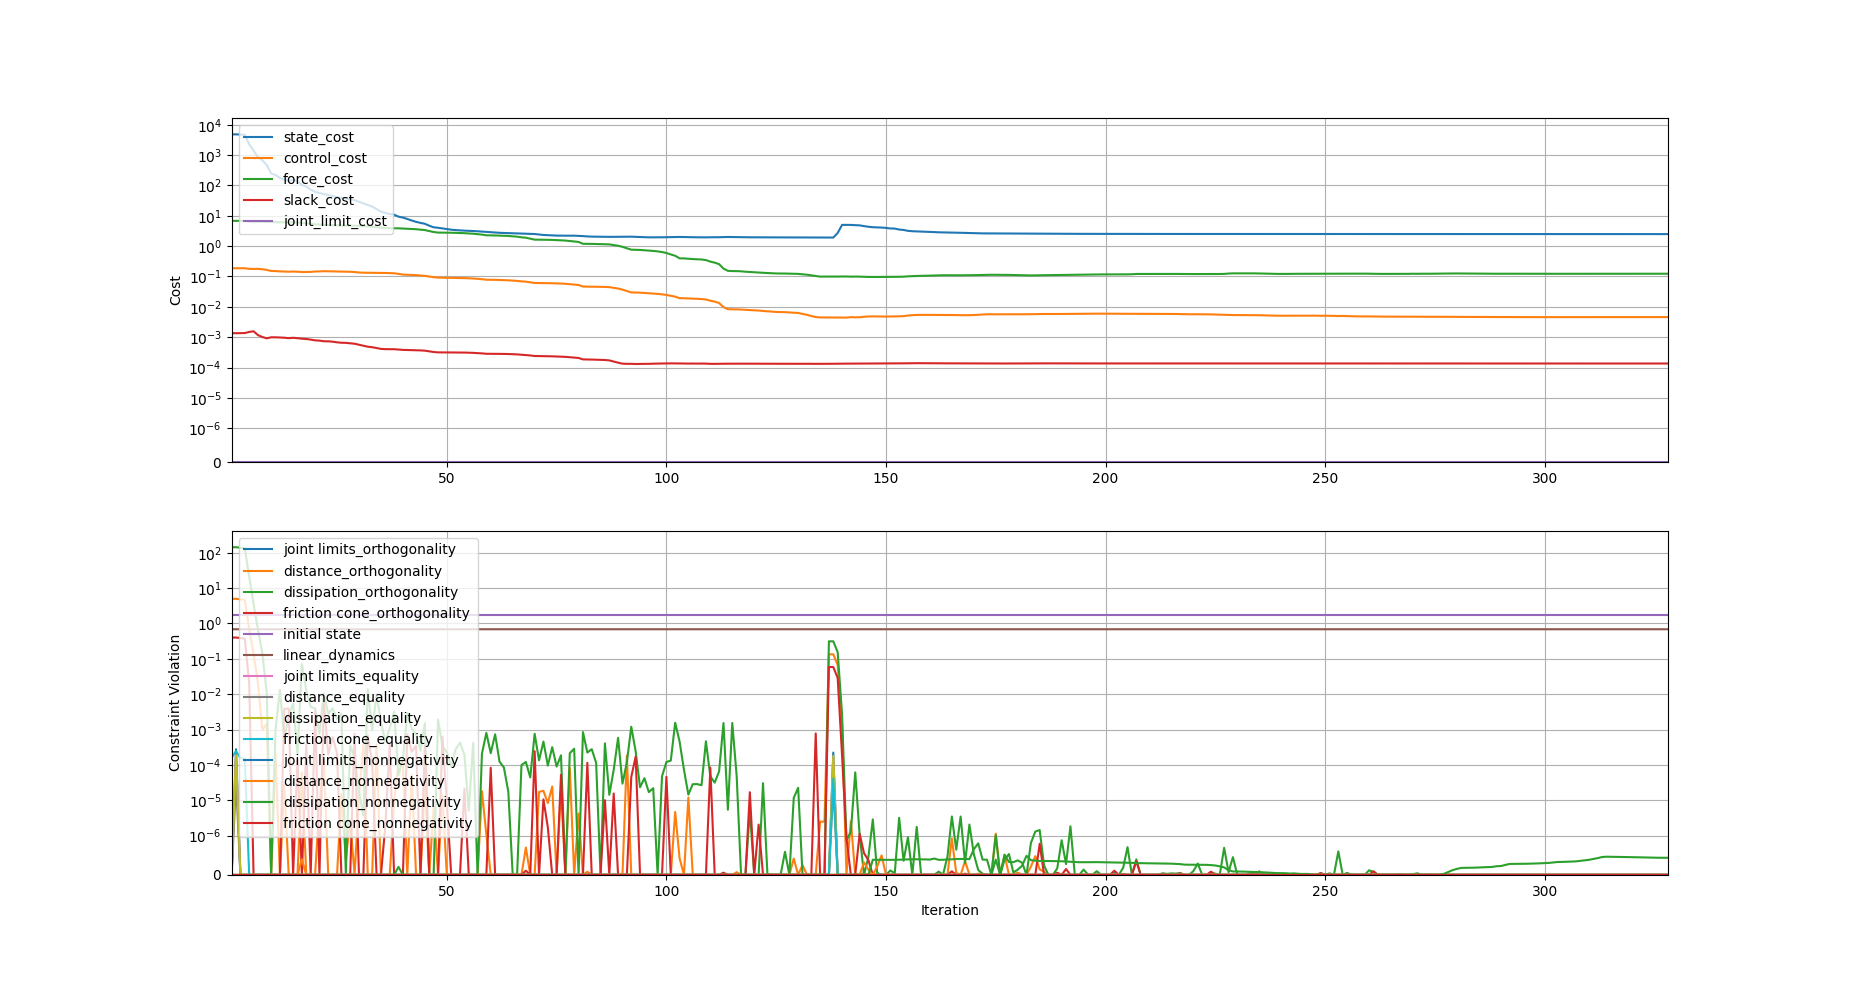 10^4
10^3
10^2
10^1
10^0
10^-1
10^-2
10^-3
10^-4
10^-5
10^-6
0
Cost
state_cost
control_cost
force_cost
slack_cost
joint_limit_cost
50 100 150 200 250 300
10^2
10^1
10^0
10^-1
10^-2
10^-3
10^-4
10^-5
10^-6
0
Constraint Violation
joint limits_orthogonality
distance_orthogonality
dissipation_orthogonality
friction cone_orthogonality
initial state
linear_dynamics
joint limits_equality
distance_equality
dissipation_equality
friction cone_equality
joint limits_nonnegativity
distance_nonnegativity
dissipation_nonnegativity
friction cone_nonnegativity
50 100 150 200 250 300
Iteration